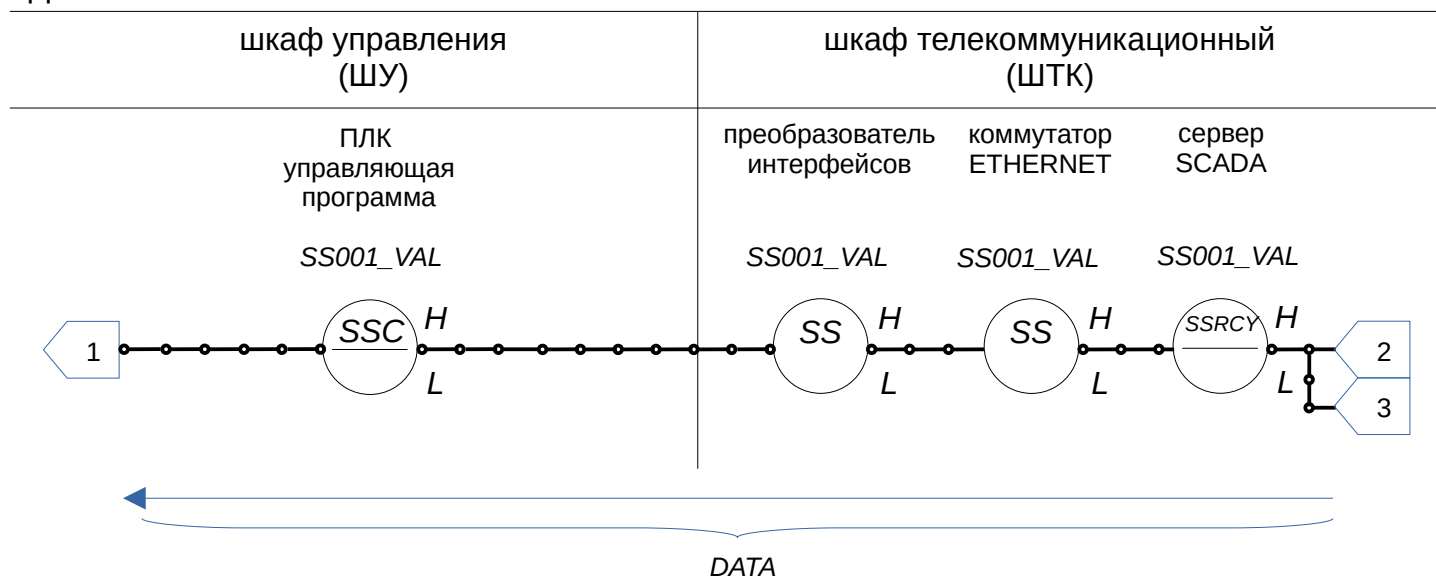 шкаф управления
(ШУ)
шкаф телекоммуникационный
(ШТК)
ПЛК
управляющая
программа
преобразователь
интерфейсов
коммутатор
ETHERNET
сервер
SCADA
SS001_VAL
SS001_VAL
SS001_VAL
SS001_VAL
1
SSC
H
L
SS
H
L
SS
H
L
SSRCY
H
L
2
3
DATA